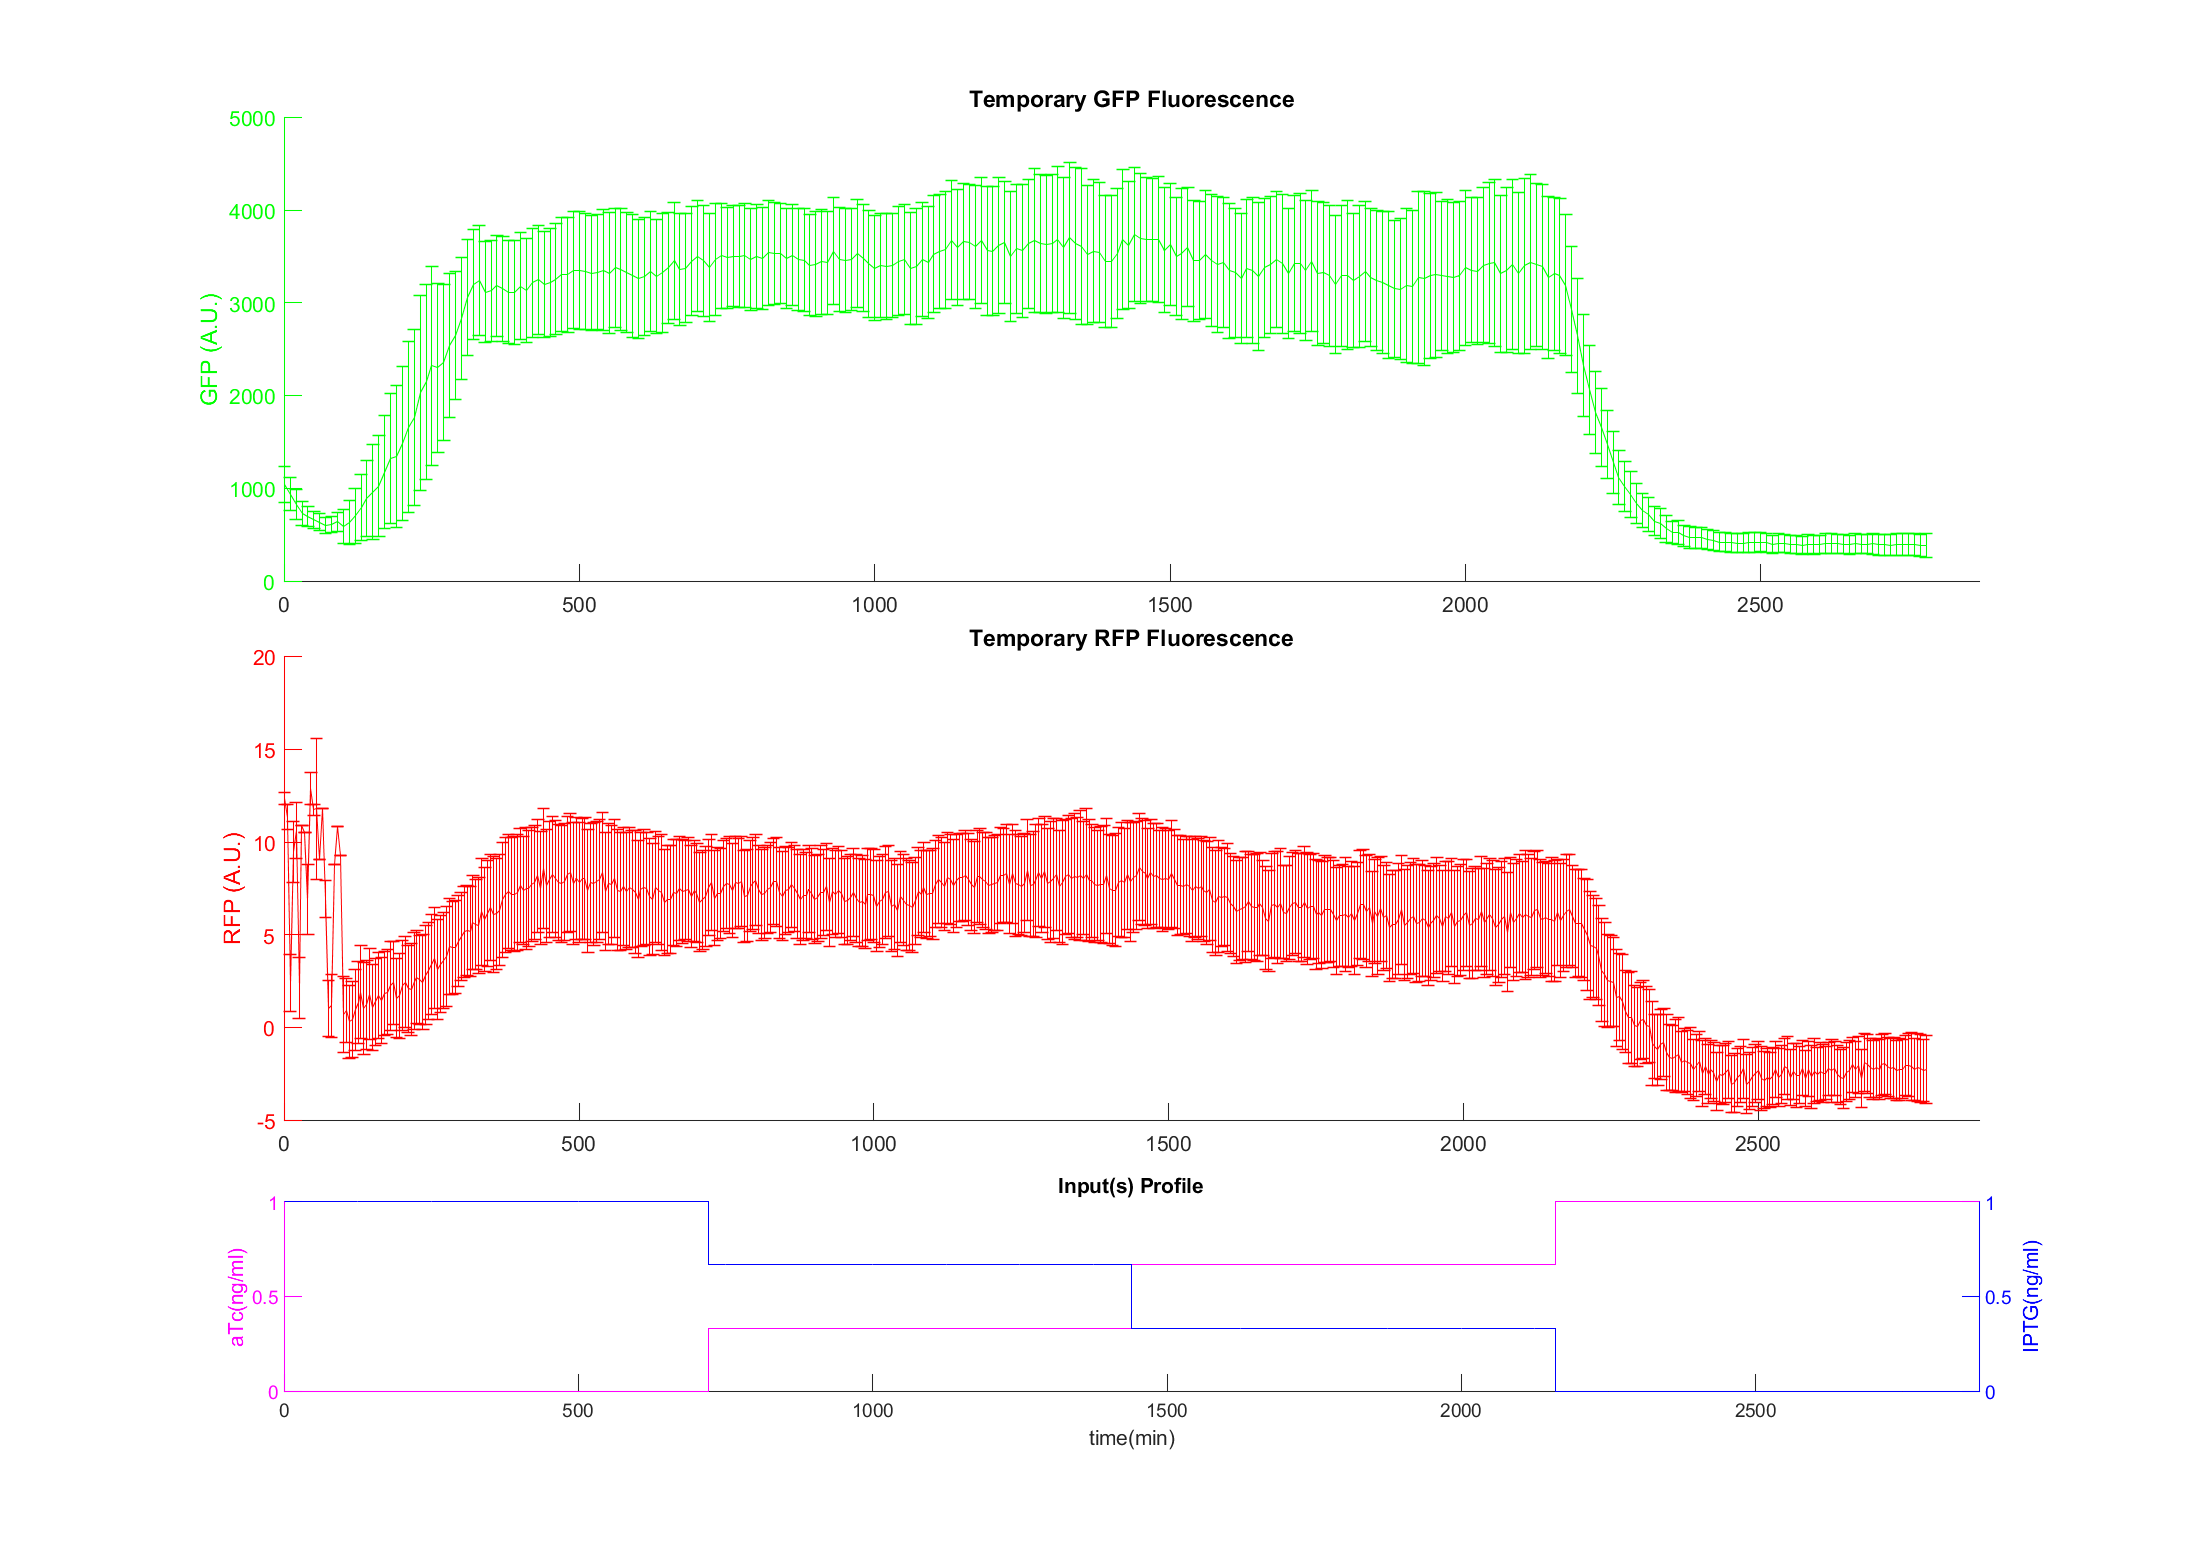 Temporary GFP Fluorescence
5000
4000
3000
2000
1000
0
GFP (A.U.)
0 500 1000 1500 2000 2500
Temporary RFP Fluorescence
20
15
10
5
0
-5
RFP (A.U.)
0 500 1000 1500 2000 2500
Input(s) Profile
1
0.5
0
aTc(ng/ml)
1
0.5
0
IPTG(ng/ml)
0 500 1000 1500 2000 2500
time(min)